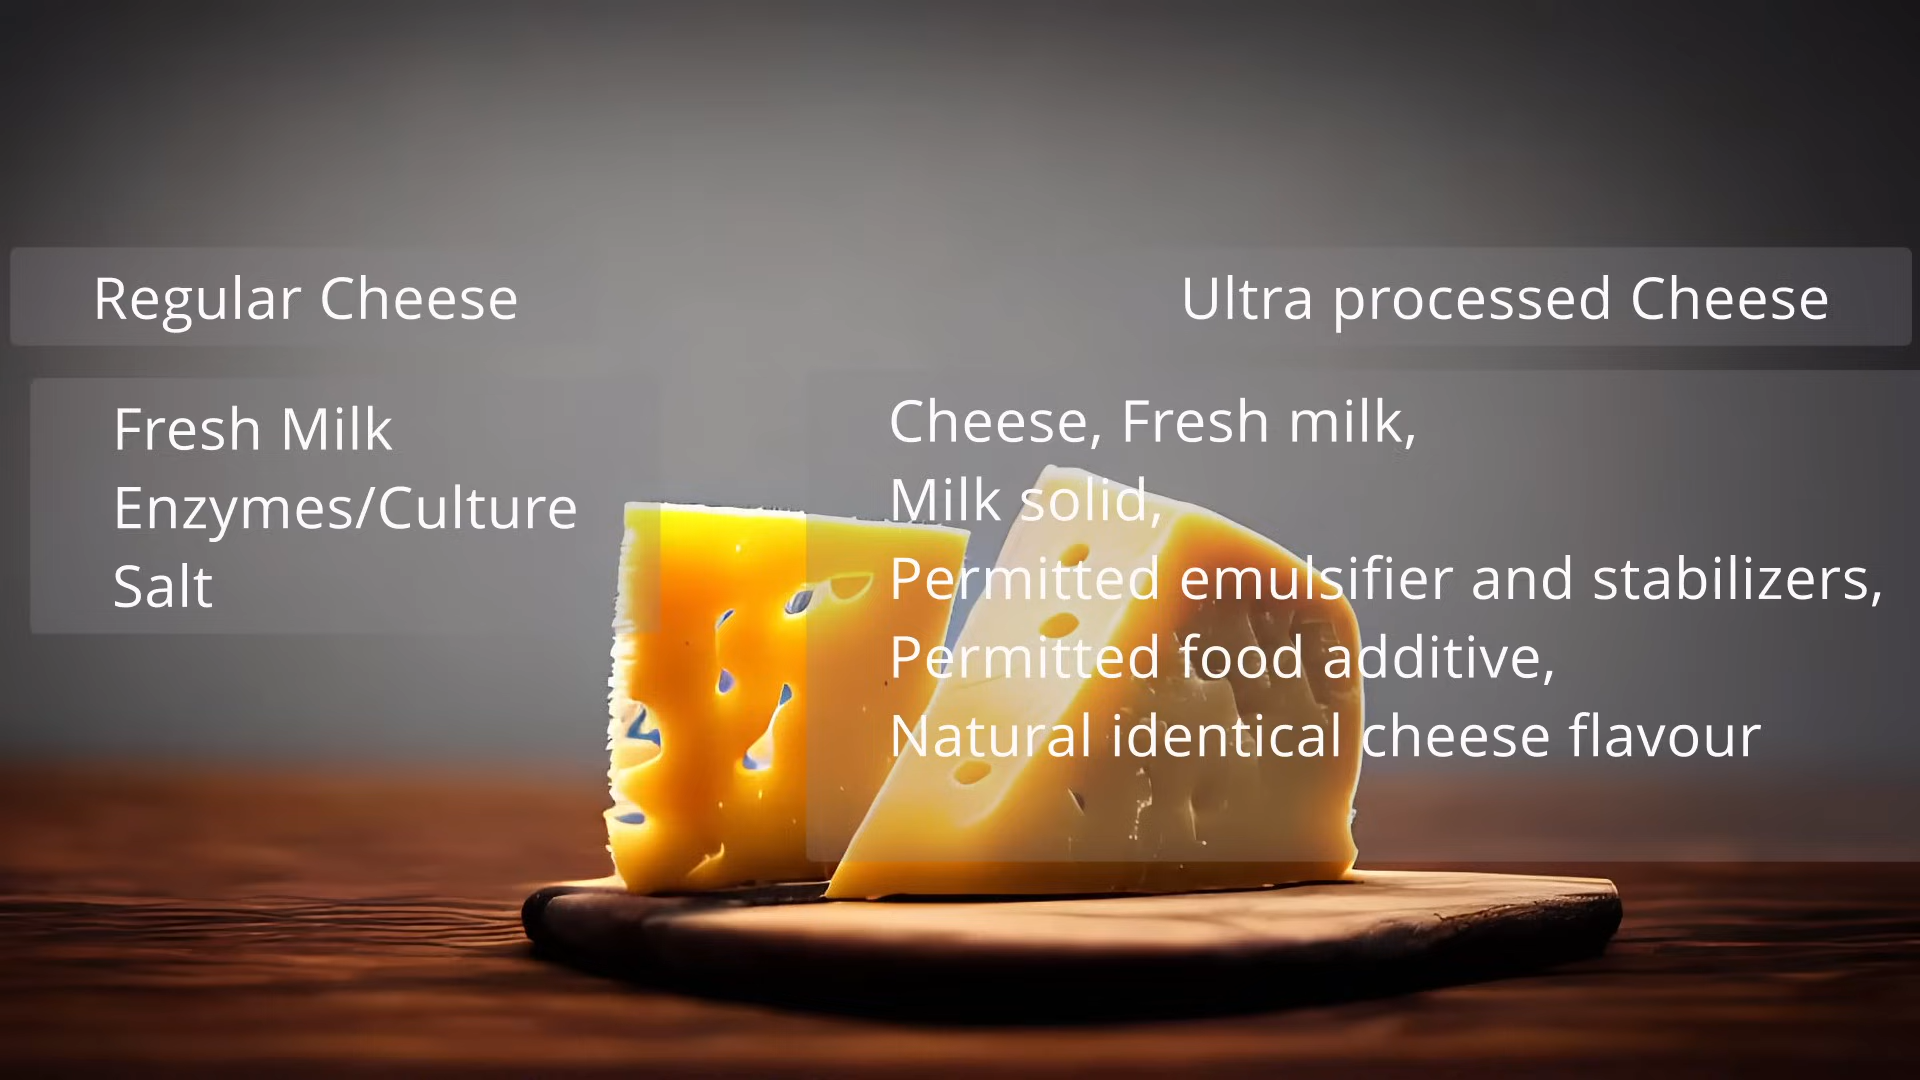 Regular Cheese
Fresh Milk
Enzymes/Culture
Salt
Ultra processed Cheese
Cheese, Fresh milk,
Milk solid,
Permitted emulsifier and stabilizers,
Permitted food additive,
Natural identical cheese flavour